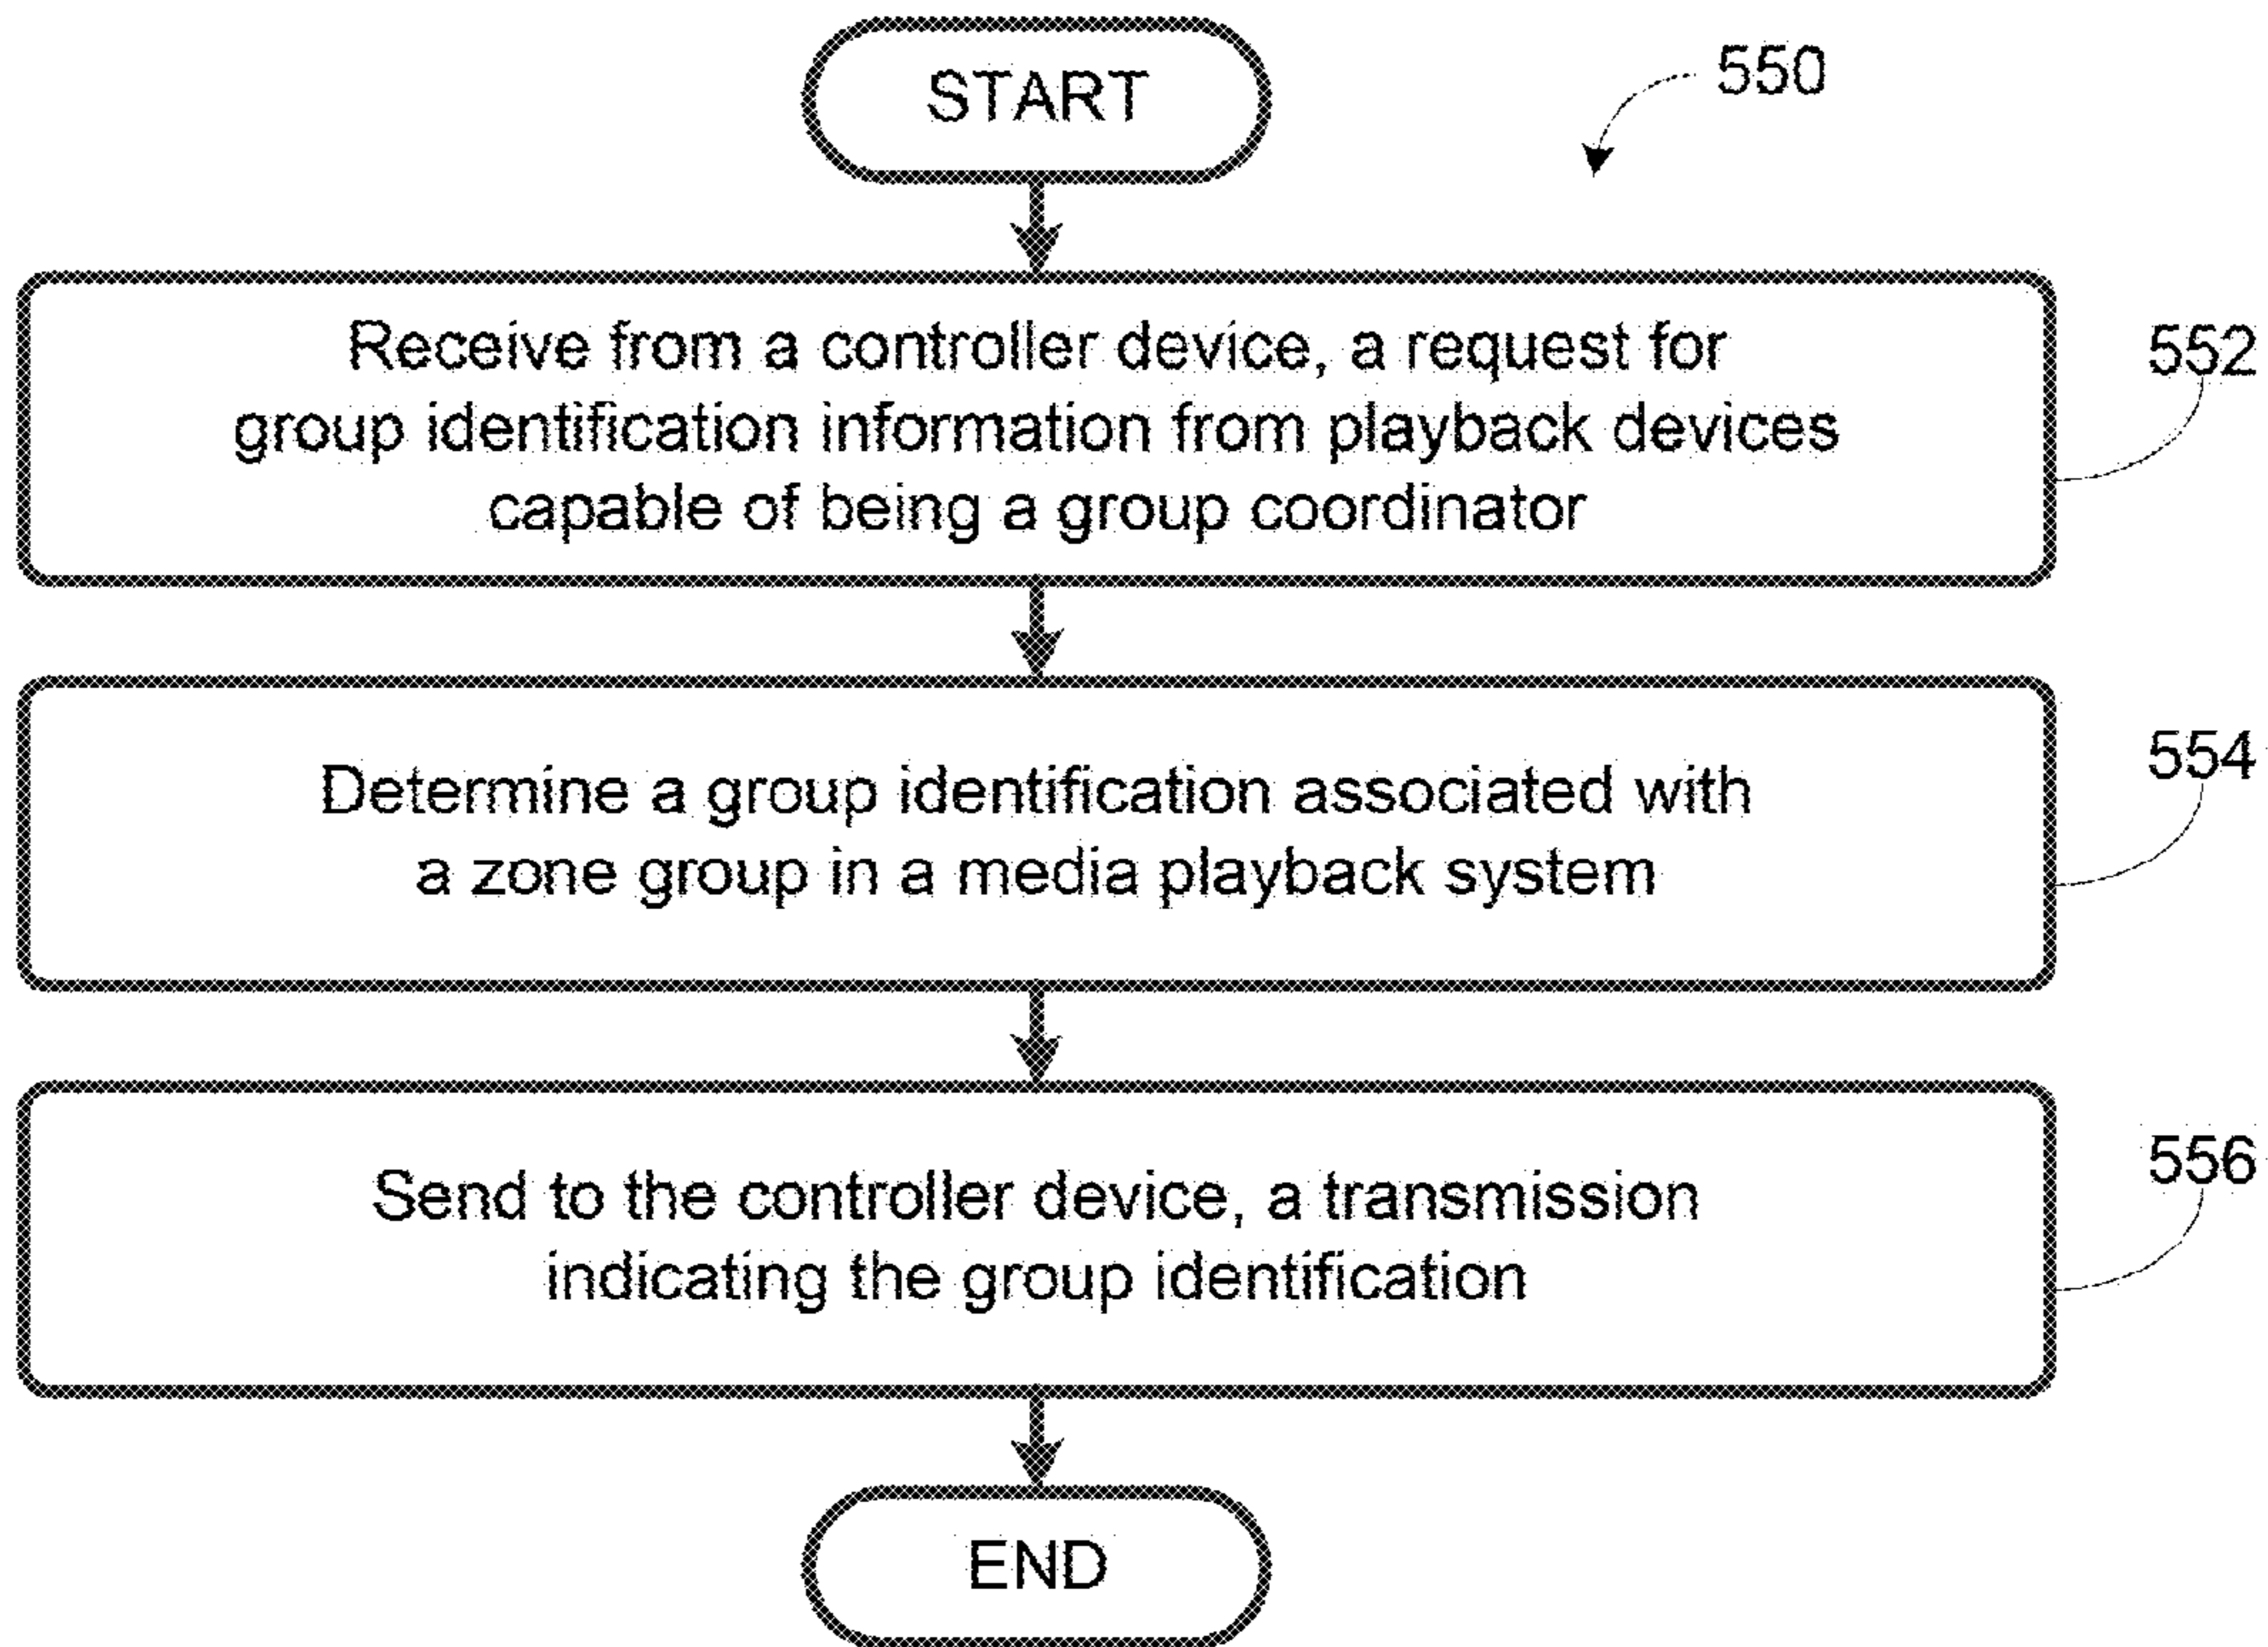 START
550
Receive from a controller device, a request for
group identification information from playback devices
capable of being a group coordinator
552
Determine a group identification associated with
a zone group in a media playback system
554
Send to the controller device, a transmission
indicating the group identification
556
END